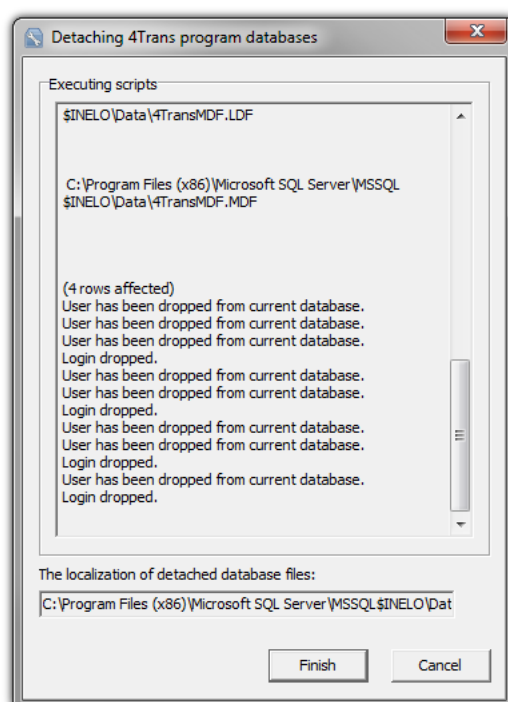 Detaching 4Trans program databases
Executing scripts
$INELO\Data\4TransMDF.LDF
C:\Program Files (x86)\Microsoft SQL Server\MSSQL
$INELO\Data\4TransMDF.MDF
(4 rows affected)
User has been dropped from current database.
User has been dropped from current database.
User has been dropped from current database.
Login dropped.
User has been dropped from current database.
User has been dropped from current database.
Login dropped.
User has been dropped from current database.
User has been dropped from current database.
Login dropped.
User has been dropped from current database.
Login dropped.
The localization of detached database files:
C:\Program Files (x86)\Microsoft SQL Server\MSSQL$INELO\Dat
Finish
Cancel